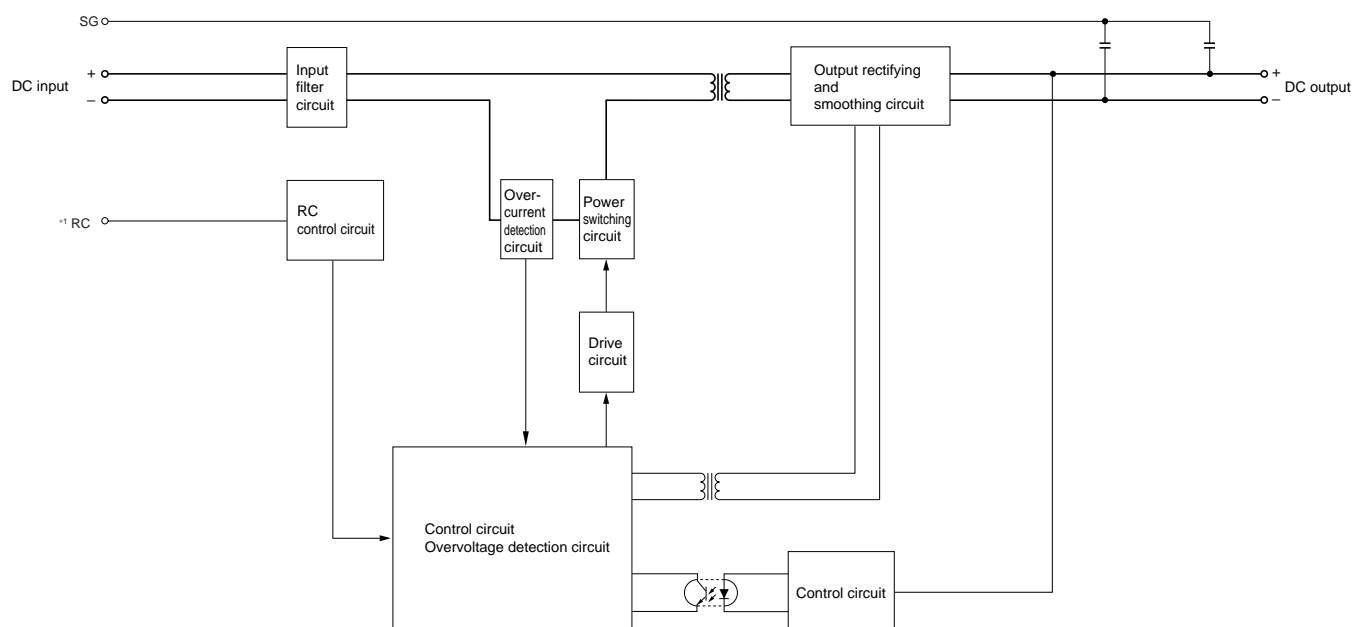 SG
DC input
+
–
Input
filter
circuit
Output rectifying
and
smoothing circuit
+
–
DC output
*1 RC
RC
control circuit
Over-
current
detection
circuit
Power
switching
circuit
Drive
circuit
Control circuit
Overvoltage detection circuit
Control circuit